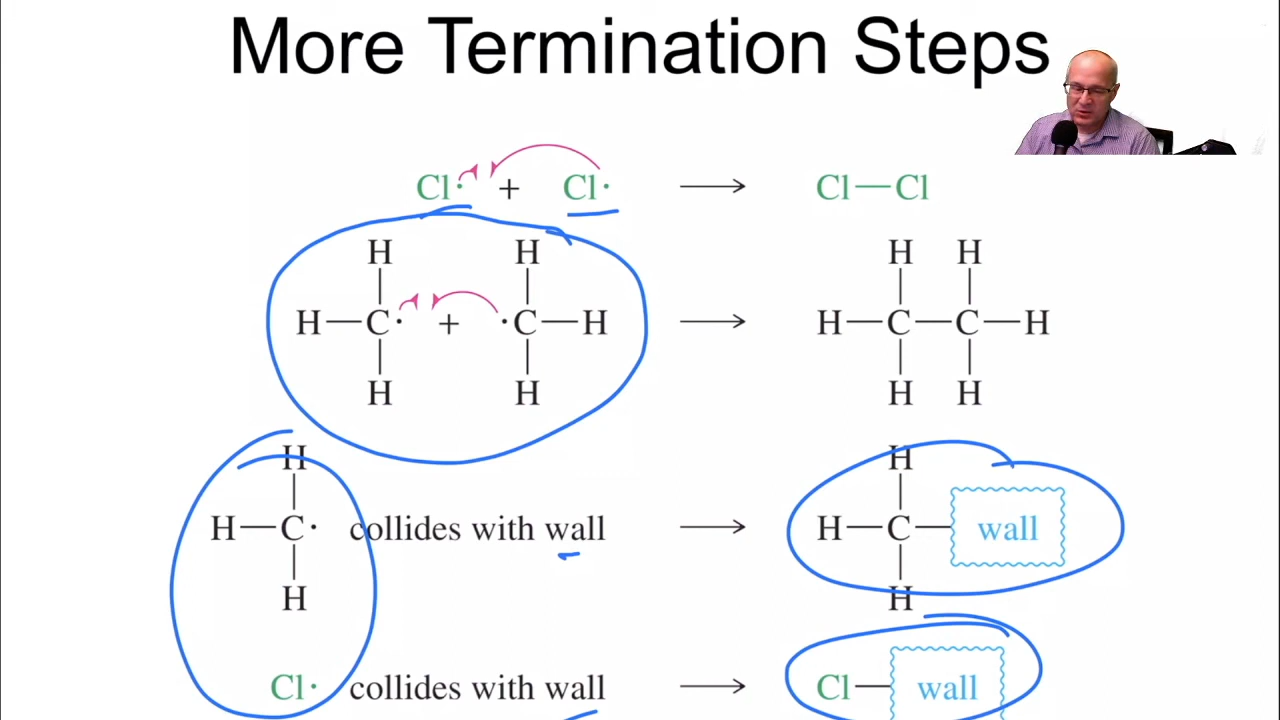 More Termination Steps
Cl· + Cl· ⟶ Cl—Cl
H H H H
H—C· + ·C—H ⟶ H—C—C—H
H H H H
H H
H—C· collides with wall ⟶ H—C— wall
H H
Cl· collides with wall ⟶ Cl— wall